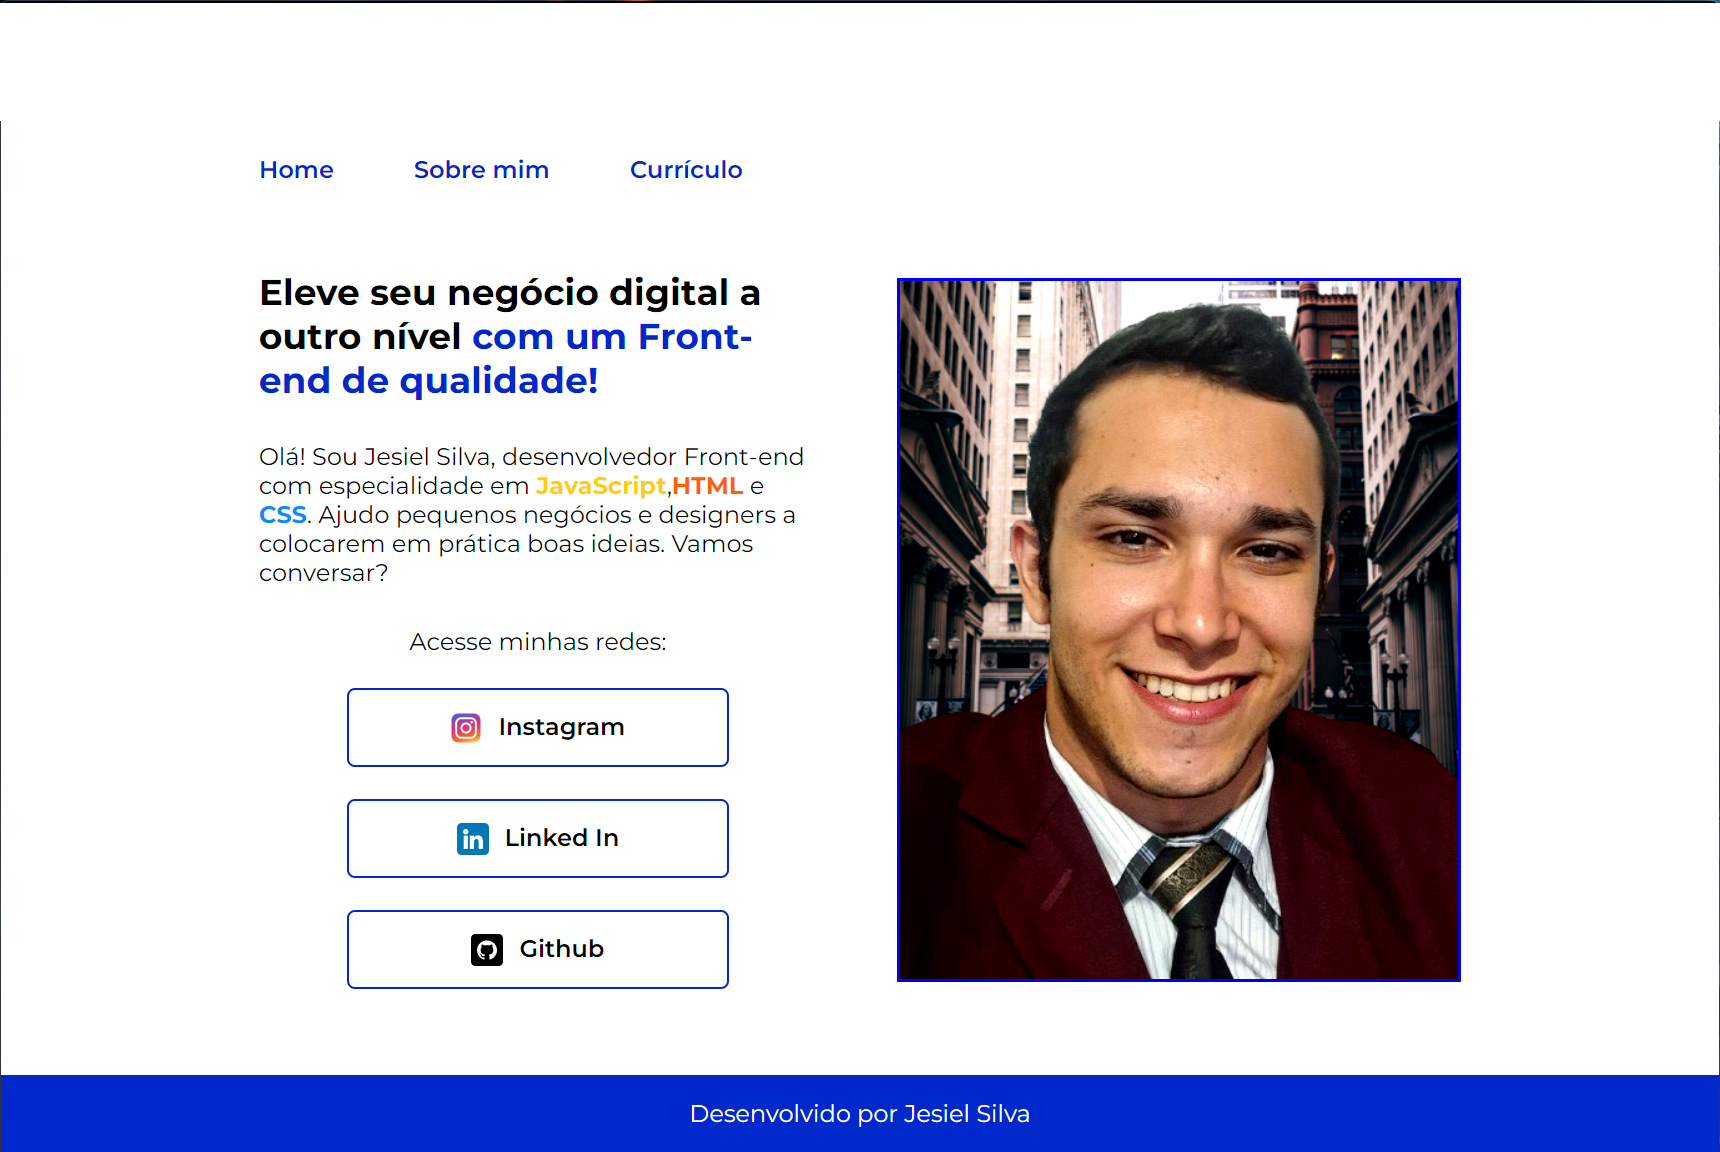 Home Sobre mim Currículo
Eleve seu negócio digital a
outro nível com um Front-
end de qualidade!
Olá! Sou Jesiel Silva, desenvolvedor Front-end
com especialidade em JavaScript,HTML e
CSS. Ajudo pequenos negócios e designers a
colocarem em prática boas ideias. Vamos
conversar?
Acesse minhas redes:
Instagram
in Linked In
Github
Desenvolvido por Jesiel Silva